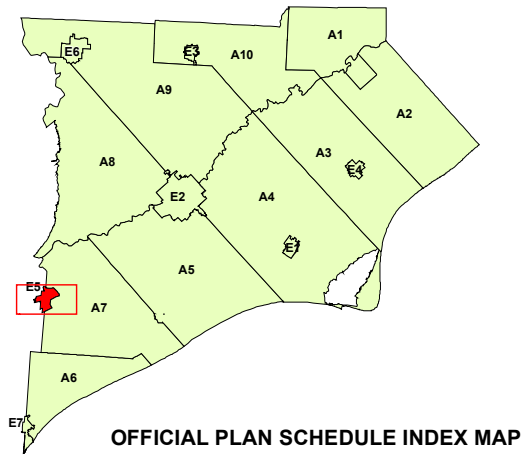 A1
E6
E3
A10
A9
A2
A3
A8
E4
E2
A4
E1
A5
E5
A7
A6
E7
OFFICIAL PLAN SCHEDULE INDEX MAP